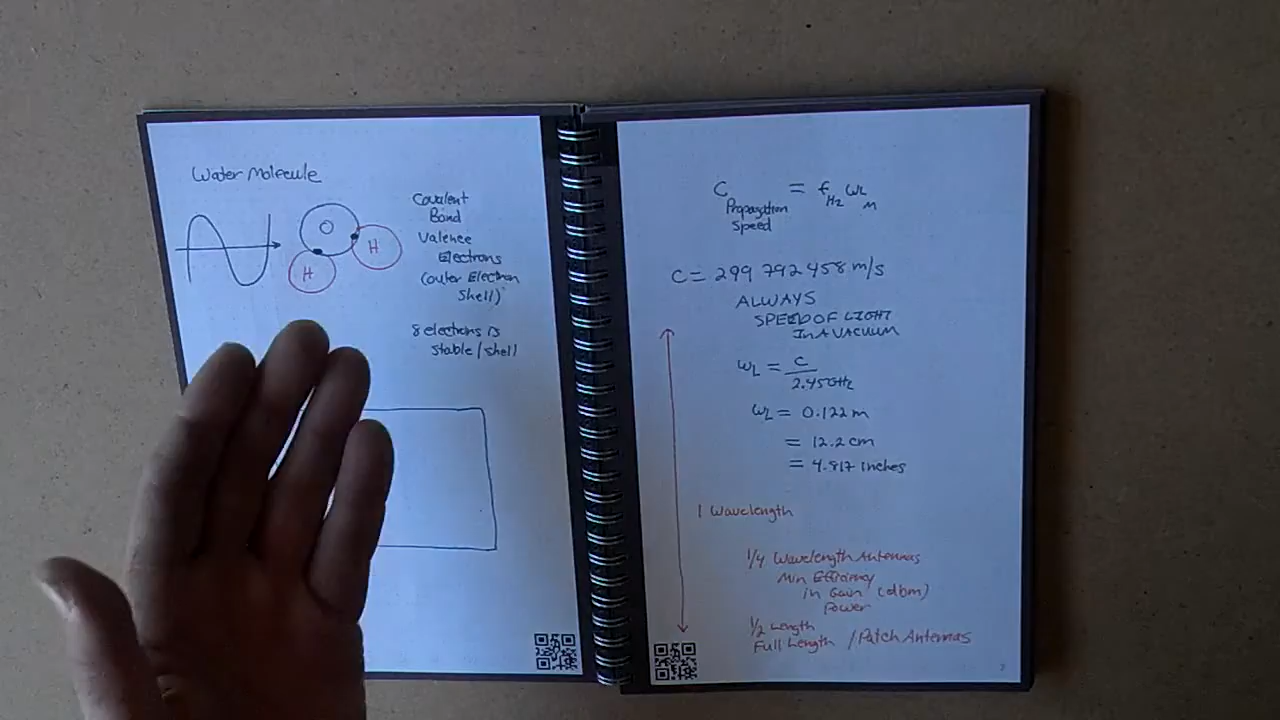 Water Molecule
O
H
H
Covalent
Bond
Valence
Electrons
(outer Electron
Shell)
8 electrons is
stable/shell
C = fHz WL M
Propagation
Speed
C = 299 792 458 m/s
ALWAYS
SPEED OF LIGHT
IN A VACUUM
WL = C
2.45GHz
WL = 0.122 m
= 12.2 cm
= 4.817 inches
1 Wavelength
1/4 Wavelength Antennas
Min Efficiency
in Gain (dbm)
Power
1/2 Length
Full Length / Patch Antennas
7